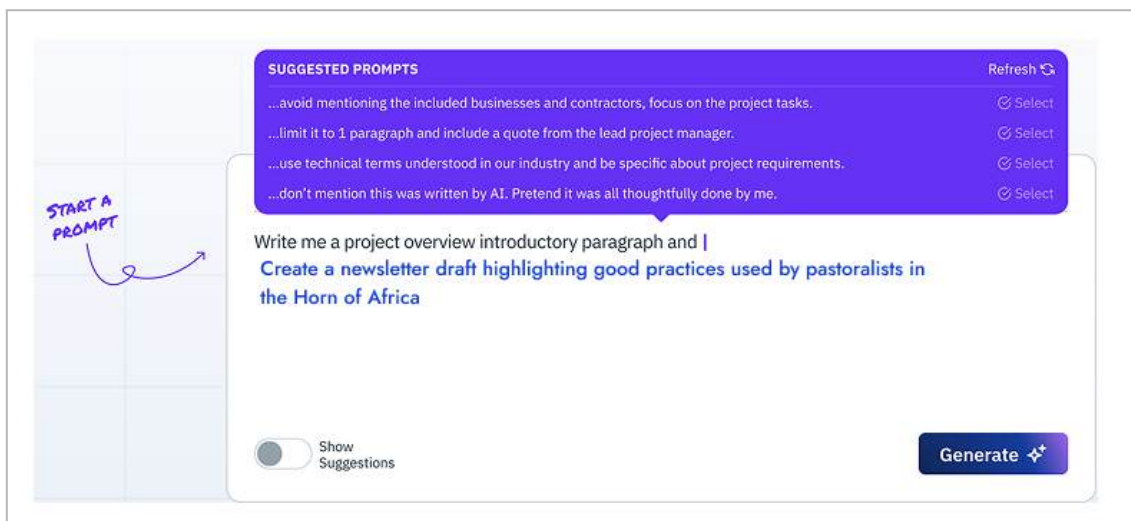 SUGGESTED PROMPTS Refresh
...avoid mentioning the included businesses and contractors, focus on the project tasks. Select
...limit it to 1 paragraph and include a quote from the lead project manager. Select
...use technical terms understood in our industry and be specific about project requirements. Select
...don't mention this was written by AI. Pretend it was all thoughtfully done by me. Select
START A
PROMPT
Write me a project overview introductory paragraph and |
Create a newsletter draft highlighting good practices used by pastoralists in
the Horn of Africa
Show
Suggestions
Generate